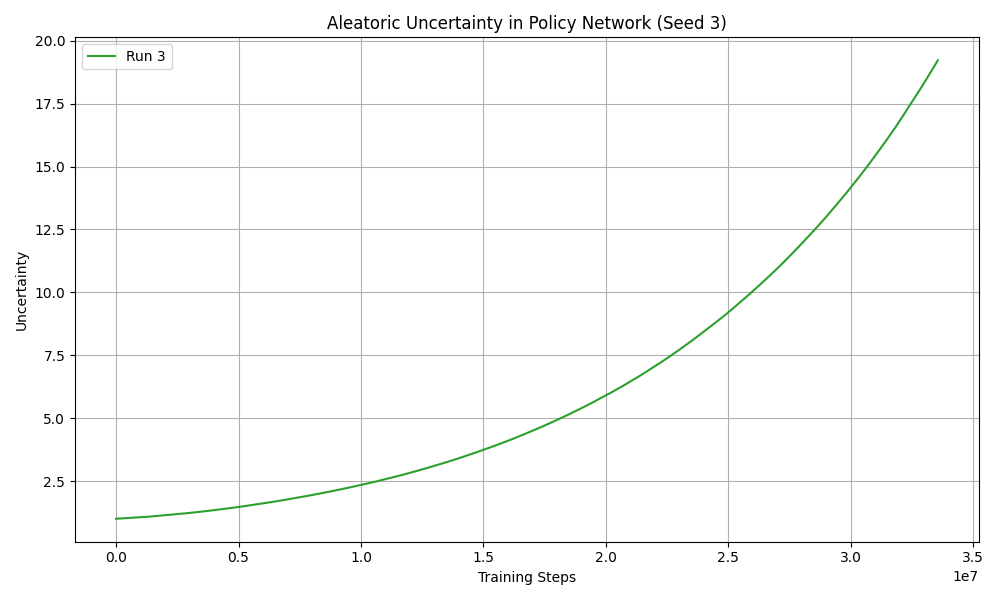 Aleatoric Uncertainty in Policy Network (Seed 3)
Run 3
Uncertainty
20.0
17.5
15.0
12.5
10.0
7.5
5.0
2.5
0.0 0.5 1.0 1.5 2.0 2.5 3.0 3.5
1e7
Training Steps